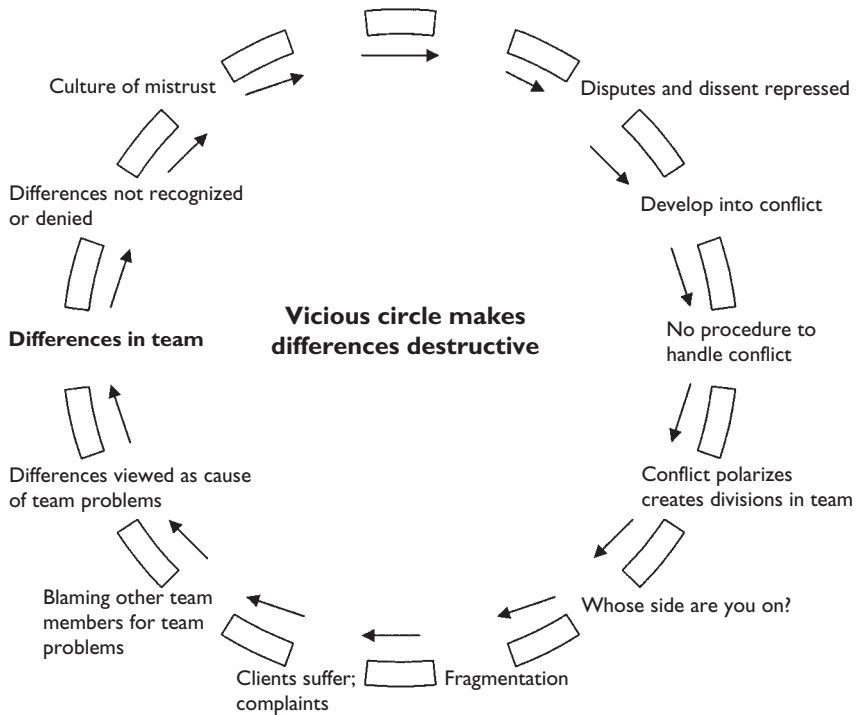 Culture of mistrust
Disputes and dissent repressed
Differences not recognized
or denied
Develop into conflict
Vicious circle makes
differences destructive
Differences in team
No procedure to
handle conflict
Differences viewed as cause
of team problems
Conflict polarizes
creates divisions in team
Blaming other team
members for team
problems
Whose side are you on?
Clients suffer;
complaints
Fragmentation